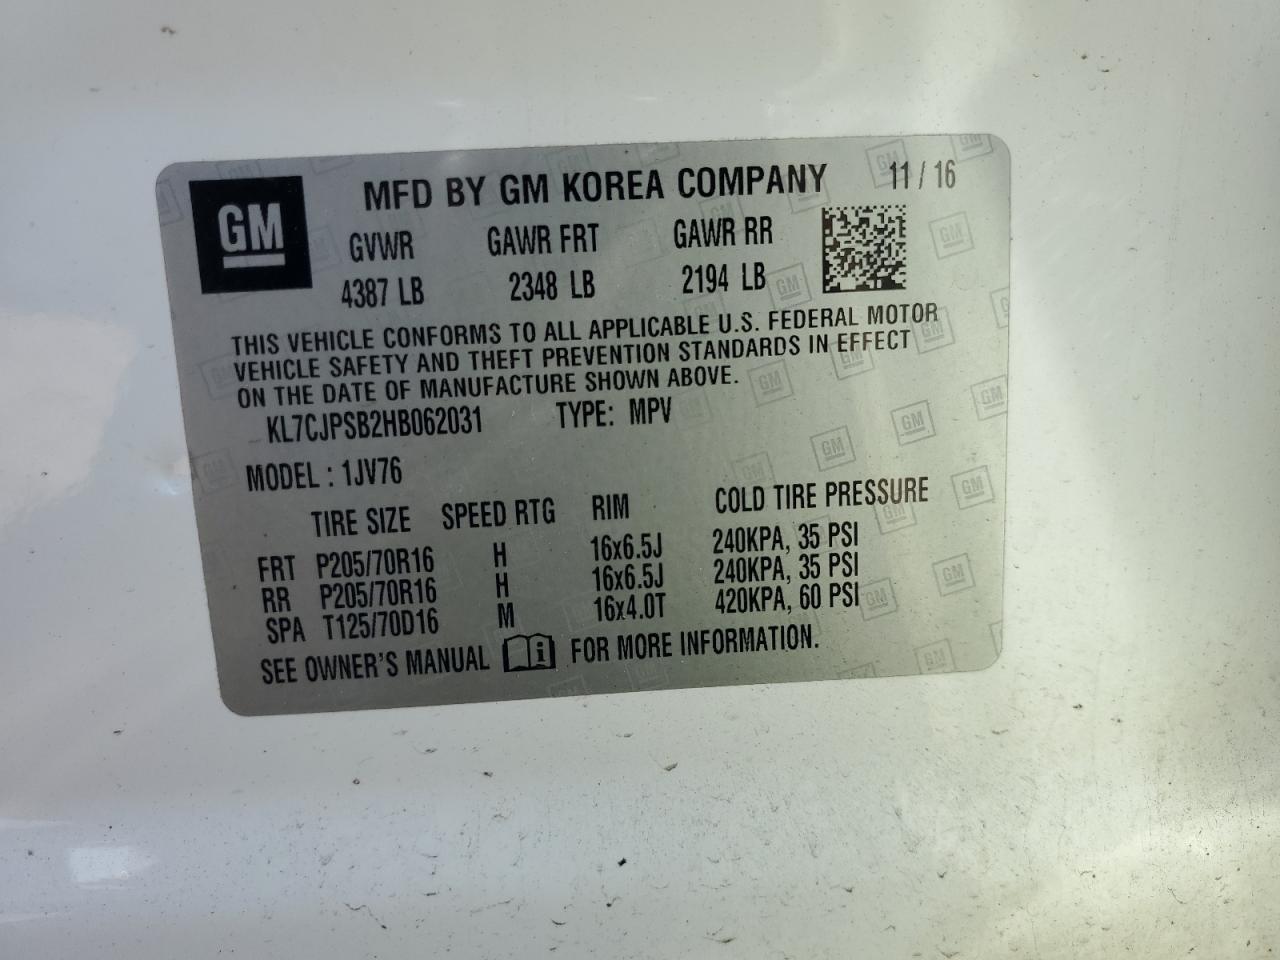 GM
MFD BY GM KOREA COMPANY 11 / 16
GVWR GAWR FRT GAWR RR
4387 LB 2348 LB 2194 LB
THIS VEHICLE CONFORMS TO ALL APPLICABLE U.S. FEDERAL MOTOR
VEHICLE SAFETY AND THEFT PREVENTION STANDARDS IN EFFECT
ON THE DATE OF MANUFACTURE SHOWN ABOVE.
KL7CJPSB2HB062031 TYPE: MPV
MODEL : 1JV76
TIRE SIZE SPEED RTG RIM COLD TIRE PRESSURE
FRT P205/70R16 H 16x6.5J 240KPA, 35 PSI
RR P205/70R16 H 16x6.5J 240KPA, 35 PSI
SPA T125/70D16 M 16x4.0T 420KPA, 60 PSI
SEE OWNER'S MANUAL i FOR MORE INFORMATION.